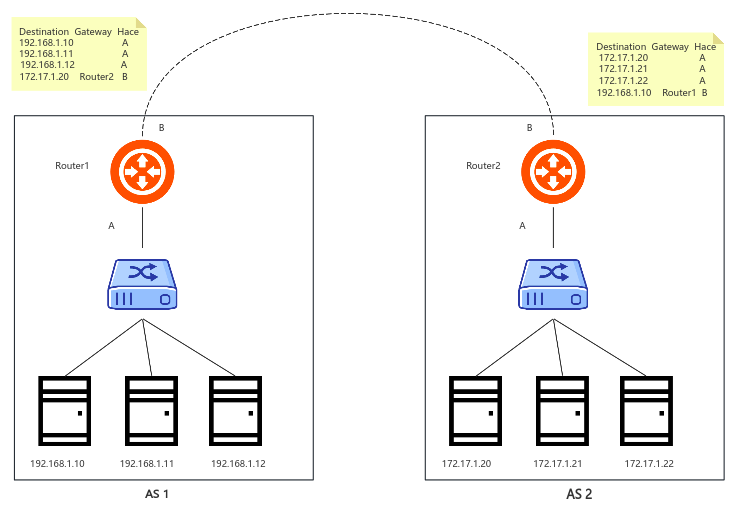 Destination Gateway Hace
192.168.1.10 A
192.168.1.11 A
192.168.1.12 A
172.17.1.20 Router2 B
Destination Gateway Hace
172.17.1.20 A
172.17.1.21 A
172.17.1.22 A
192.168.1.10 Router1 B
B
Router1
A
192.168.1.10 192.168.1.11 192.168.1.12
AS 1
B
Router2
A
172.17.1.20 172.17.1.21 172.17.1.22
AS 2